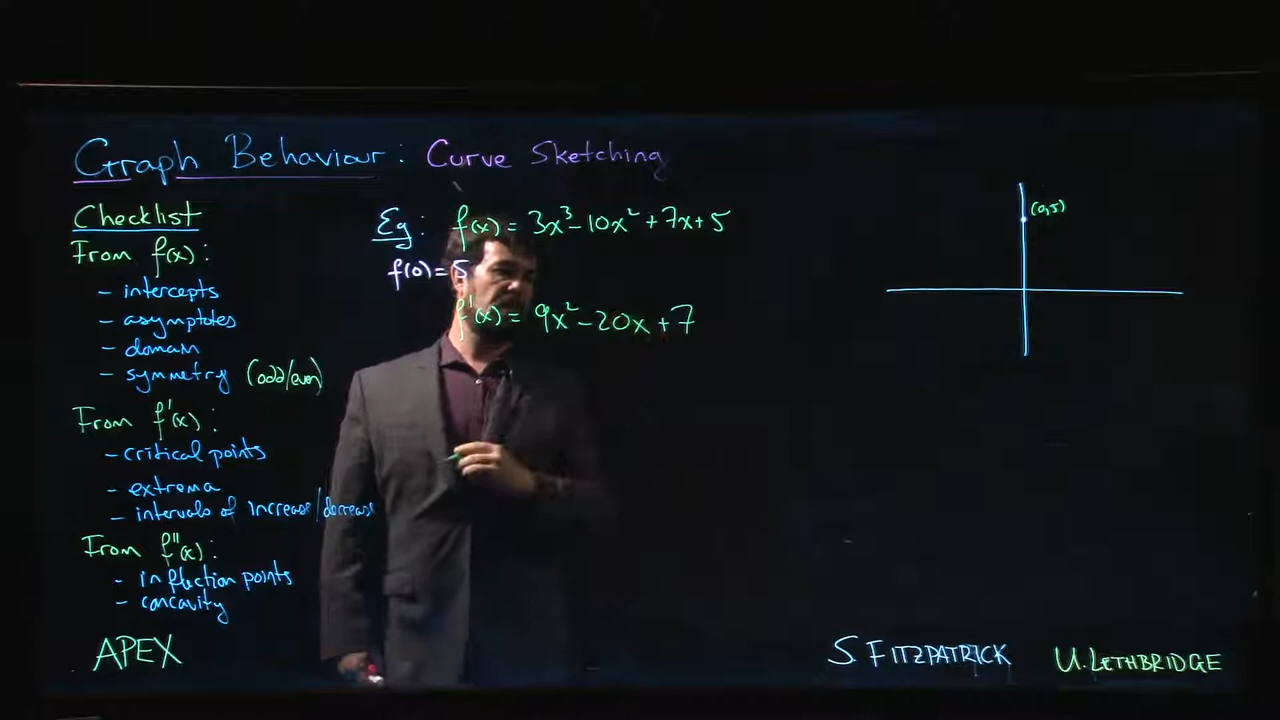 Graph Behaviour: Curve Sketching
Checklist
From f(x):
- intercepts
- asymptotes
- domain
- symmetry (odd/even)
From f'(x):
- critical points
- extrema
- intervals of increase/decrease
From f''(x):
- inflection points
- concavity
APEX
Eg: f(x) = 3x³-10x²+7x+5
f(0) = 5
f'(x) = 9x²-20x+7
(0,5)
S. FITZPATRICK
U. LETHBRIDGE